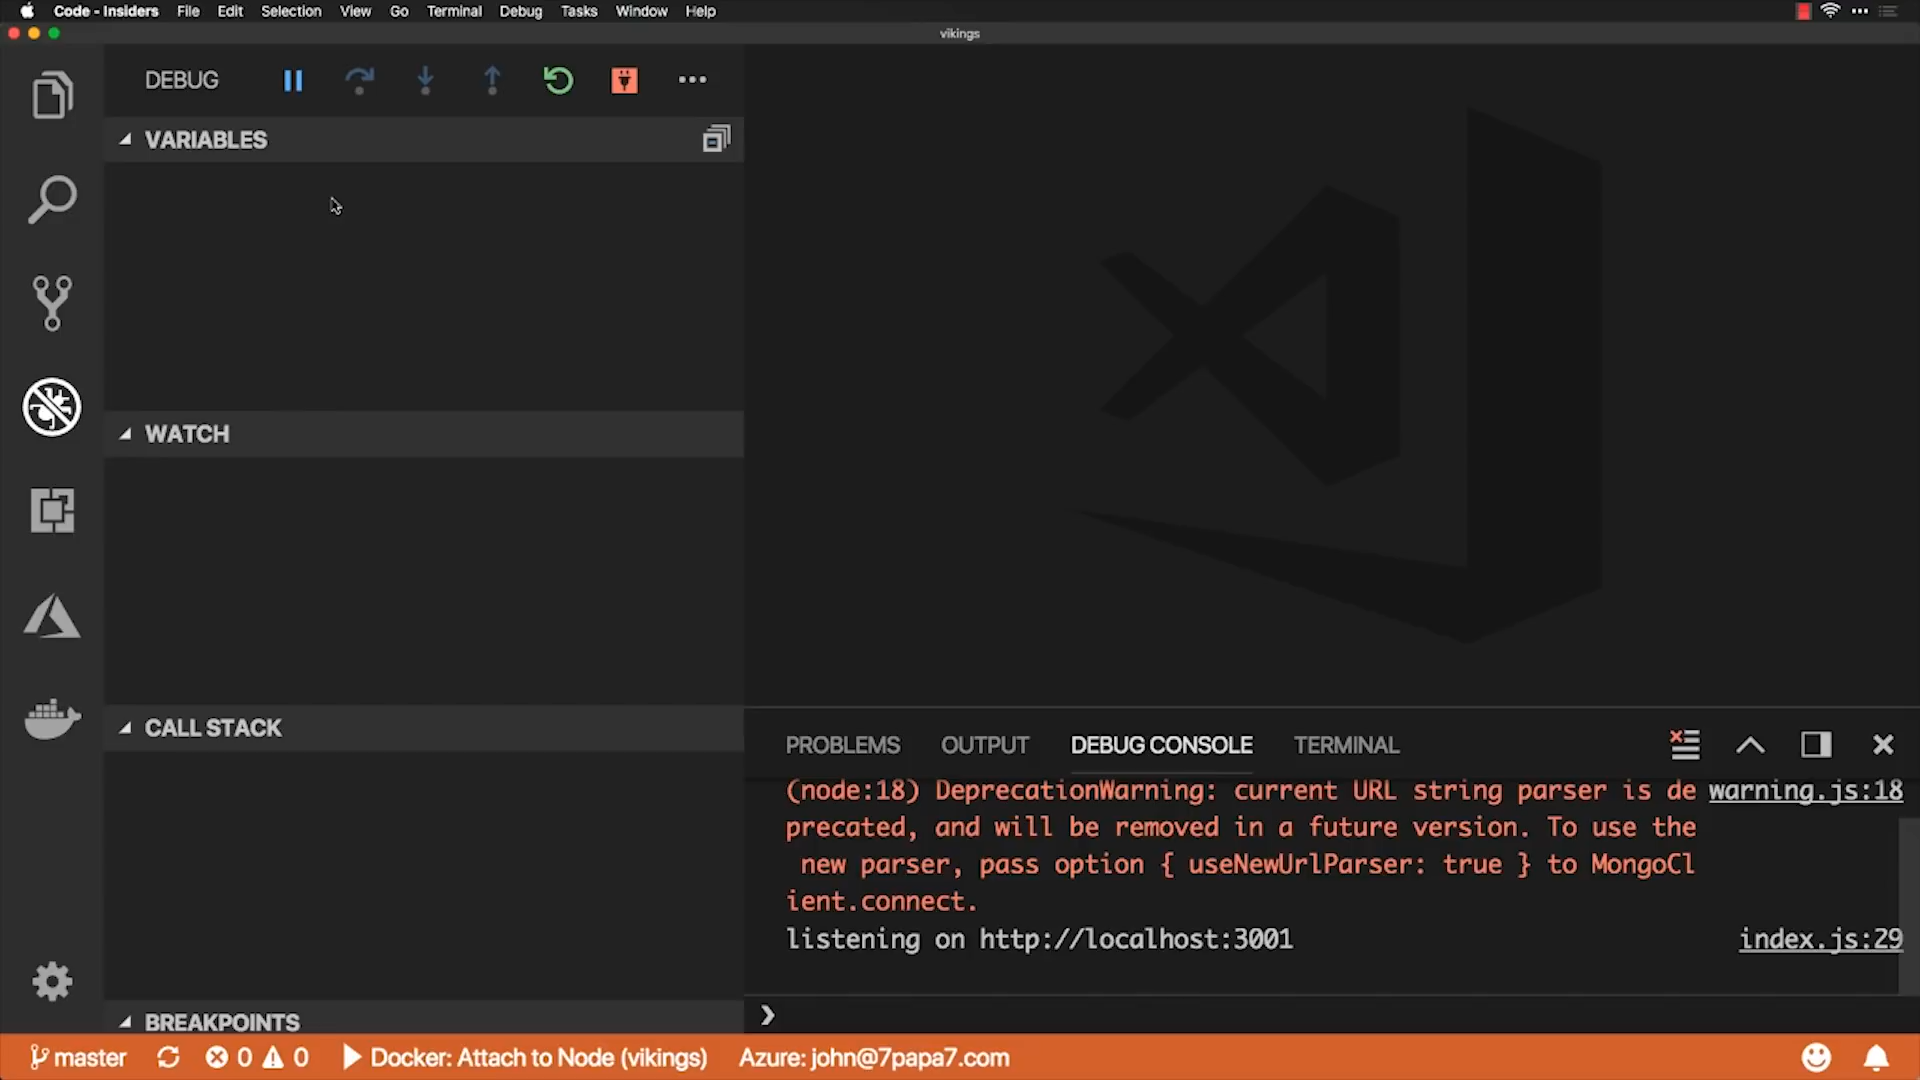 Code - Insiders File Edit Selection View Go Terminal Debug Tasks Window Help
vikings
DEBUG
VARIABLES
WATCH
CALL STACK
BREAKPOINTS
PROBLEMS OUTPUT DEBUG CONSOLE TERMINAL
(node:18) DeprecationWarning: current URL string parser is de warning.js:18
precated, and will be removed in a future version. To use the
new parser, pass option { useNewUrlParser: true } to MongoCl
ient.connect.
listening on http://localhost:3001 index.js:29
master 0 0 Docker: Attach to Node (vikings) Azure: john@7papa7.com